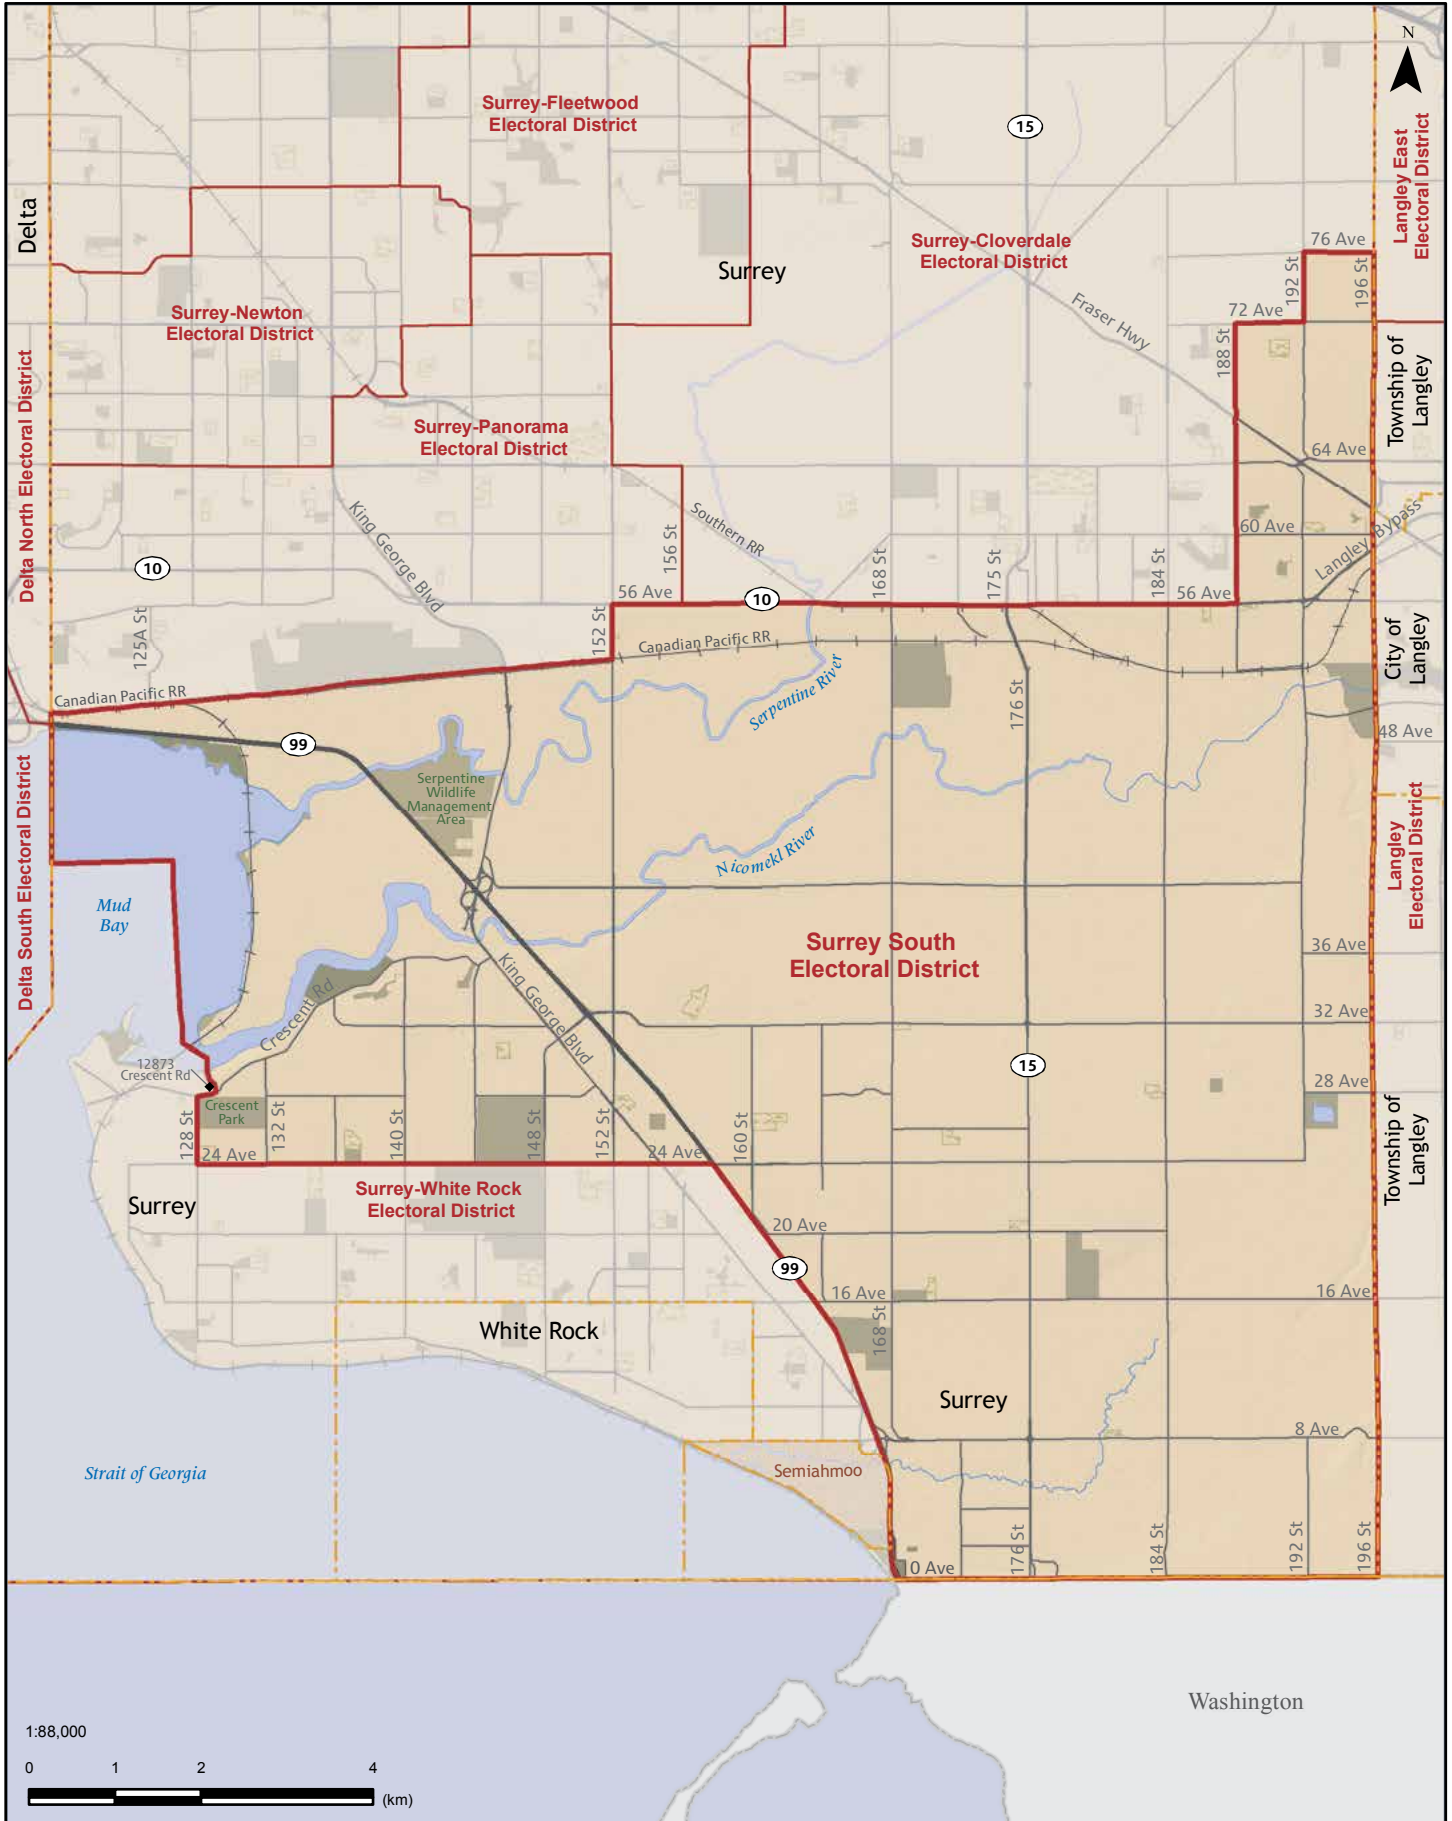 N
Surrey-Fleetwood
Electoral District
15
Langley East
Electoral District
Delta
Surrey-Cloverdale
Electoral District
76 Ave
Surrey
192 St
196 St
Fraser Hwy
72 Ave
Surrey-Newton
Electoral District
188 St
Township of
Langley
Delta North Electoral District
Surrey-Panorama
Electoral District
64 Ave
King George Blvd
Southern RR
156 St
60 Ave
Langley Bypass
10
168 St
175 St
184 St
56 Ave
10
56 Ave
125A St
152 St
Canadian Pacific RR
City of
Langley
Canadian Pacific RR
Serpentine River
176 St
48 Ave
99
Serpentine
Wildlife
Management
Area
Delta South Electoral District
Nicomekl River
Langley
Electoral District
Mud
Bay
Surrey South
Electoral District
36 Ave
King George Blvd
Crescent Rd
32 Ave
12873
Crescent Rd
15
28 Ave
Crescent
Park
128 St
132 St
140 St
148 St
152 St
160 St
24 Ave
24 Ave
Township of
Langley
Surrey-White Rock
Electoral District
Surrey
20 Ave
99
16 Ave
16 Ave
168 St
White Rock
Surrey
8 Ave
Strait of Georgia
Semiahmoo
0 Ave
176 St
184 St
192 St
196 St
Washington
1:88,000
0 1 2 4
(km)